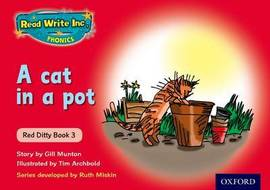 Read Write Inc.
PHONICS
A cat
in a pot
Red Ditty Book 3
Story by Gill Munton
Illustrated by Tim Archbold
Series developed by Ruth Miskin
OXFORD